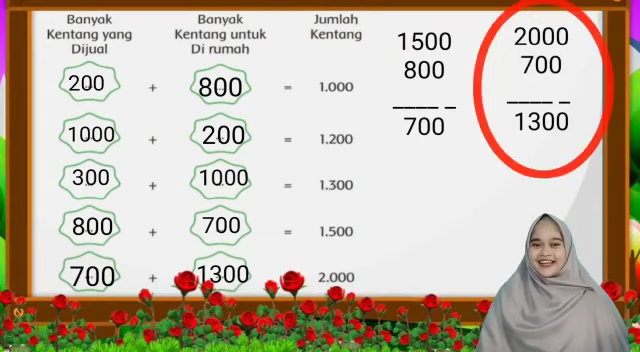 Banyak
Kentang yang
Dijual
Banyak
Kentang untuk
Di rumah
Jumlah
Kentang
200 + 800 = 1.000
1000 + 200 = 1.200
300 + 1000 = 1.300
800 + 700 = 1.500
700 + 1300 = 2.000
1500
800
____ _
700
2000
700
____ _
1300